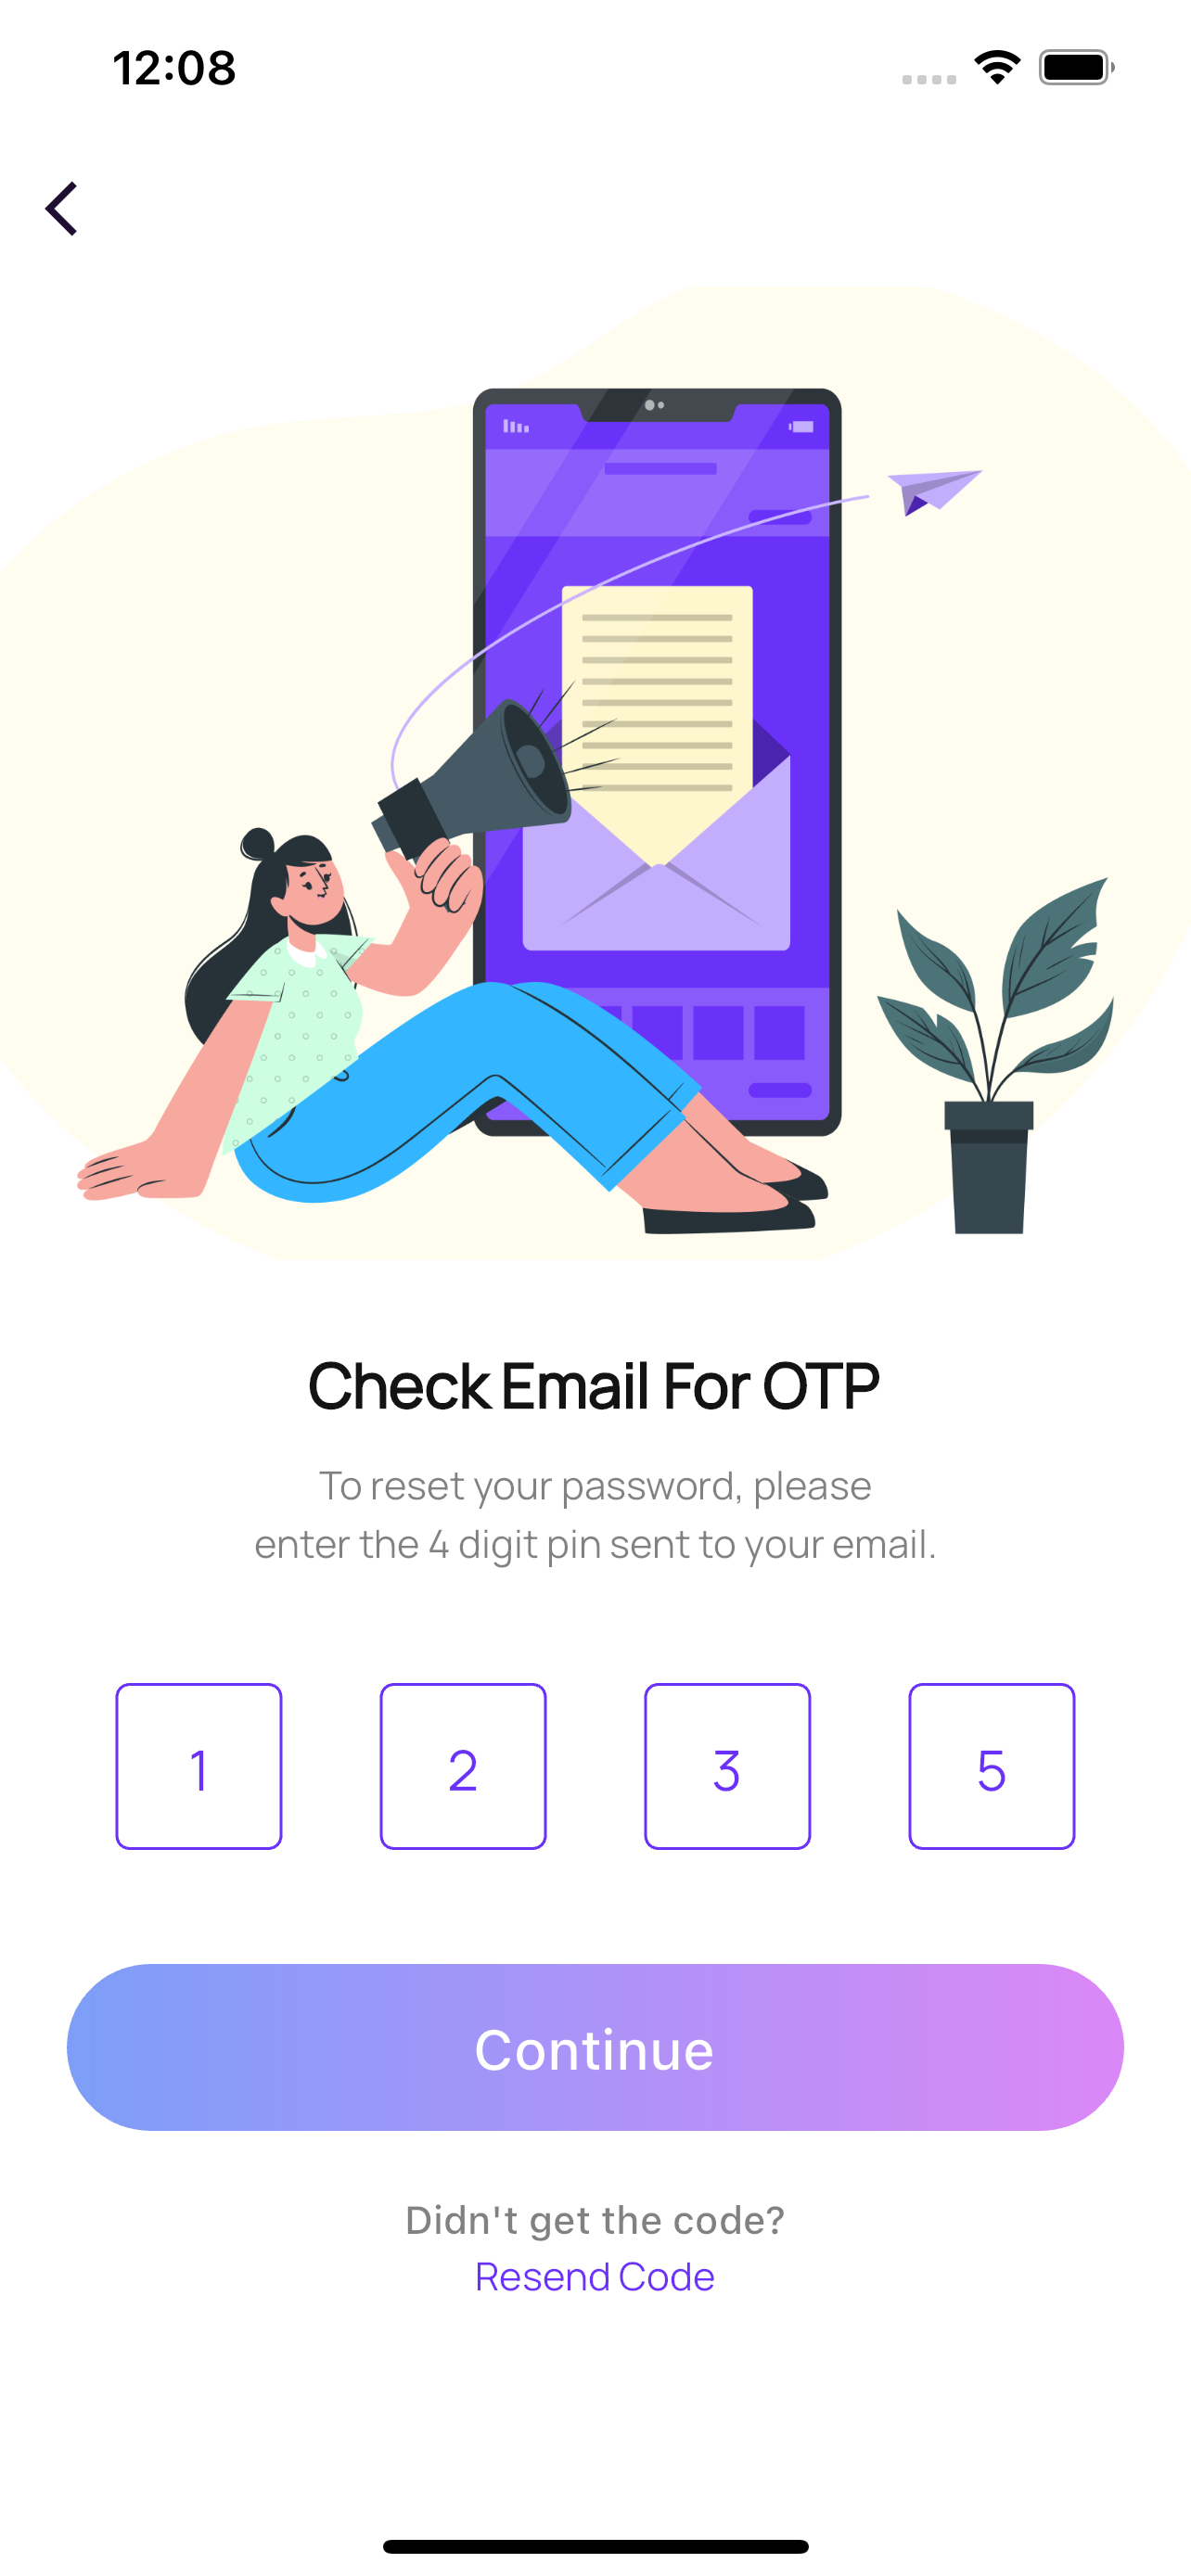 12:08
Check Email For OTP
To reset your password, please
enter the 4 digit pin sent to your email.
1 2 3 5
Continue
Didn't get the code?
Resend Code